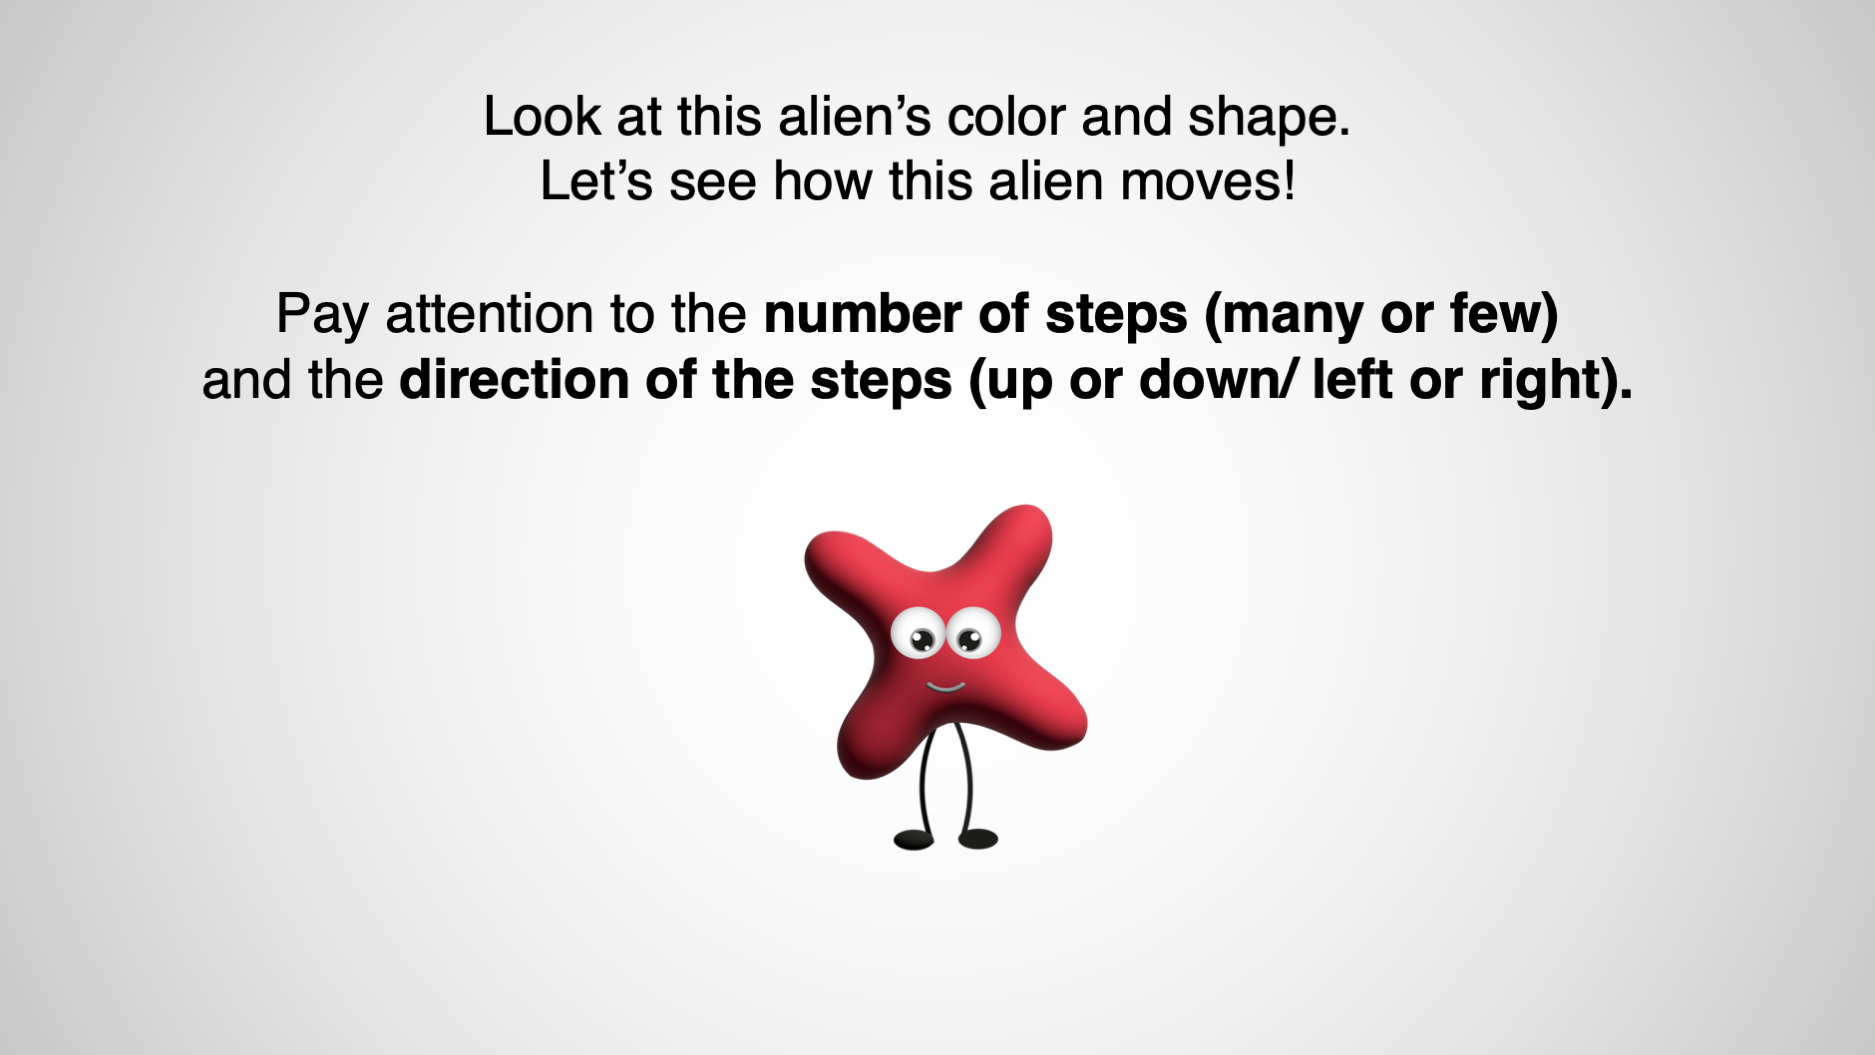 Look at this alien’s color and shape.
Let’s see how this alien moves!
Pay attention to the number of steps (many or few)
and the direction of the steps (up or down/ left or right).